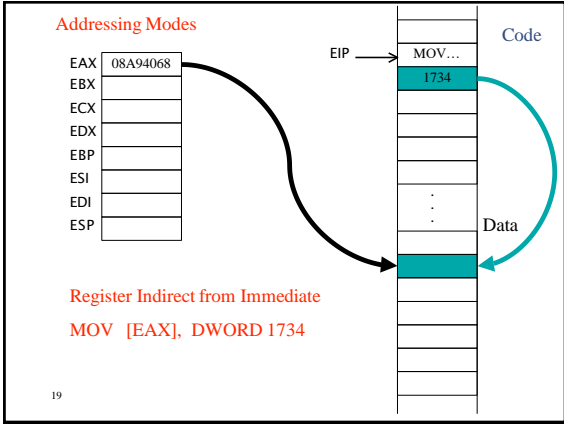 Addressing Modes
Code
EAX 08A94068
EBX
ECX
EDX
EBP
ESI
EDI
ESP
EIP
MOV…
1734
.
.
.
Data
Register Indirect from Immediate
MOV [EAX], DWORD 1734
19